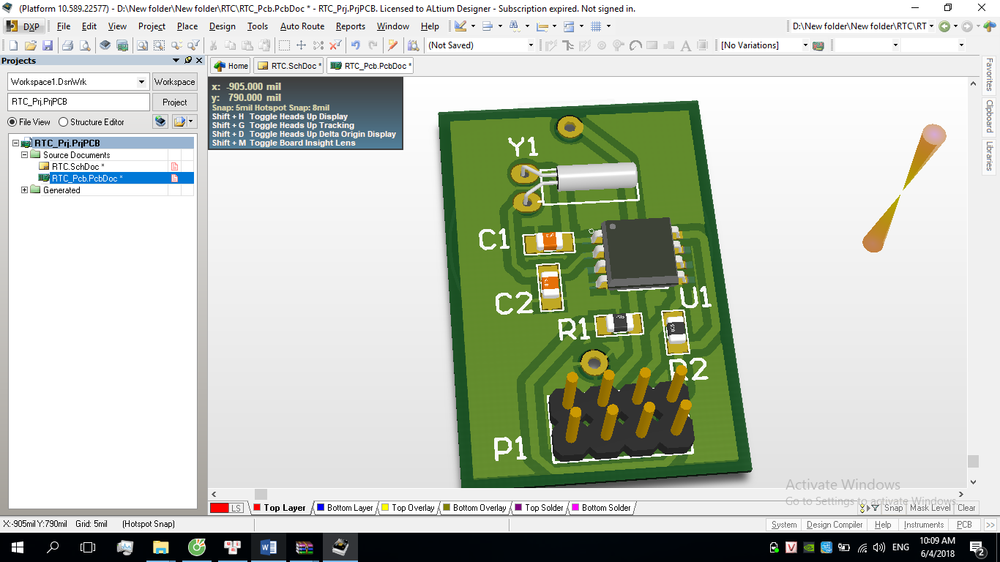 (Platform 10.589.22577) - D:\New folder\New folder\RTC\RTC_Pcb.PcbDoc * - RTC_Prj.PrjPCB. Licensed to ALtium Designer - Subscription expired. Not signed in.
DXP File Edit View Project Place Design Tools Auto Route Reports Window Help D:\New folder\New folder\RTC\RT
(Not Saved) [No Variations]
Projects
Home RTC.SchDoc * RTC_Pcb.PcbDoc *
Workspace1.DsnWrk Workspace
RTC_Prj.PrjPCB Project
File View Structure Editor
RTC_Prj.PrjPCB
Source Documents
RTC.SchDoc *
RTC_Pcb.PcbDoc *
Generated
x: -905.000 mil
y: 790.000 mil
Snap: 5mil Hotspot Snap: 8mil
Shift + H Toggle Heads Up Display
Shift + G Toggle Heads Up Tracking
Shift + D Toggle Heads Up Delta Origin Display
Shift + M Toggle Board Insight Lens
Y1
C1
C2
U1
R1
R2
P1
Favorites
Clipboard
Libraries
Activate Windows
Go to Settings to activate Windows.
LS Top Layer Bottom Layer Top Overlay Bottom Overlay Top Solder Bottom Solder Snap Mask Level Clear
X:-905mil Y:790mil Grid: 5mil (Hotspot Snap) System Design Compiler Help Instruments PCB >>
ENG
10:09 AM
6/4/2018
2